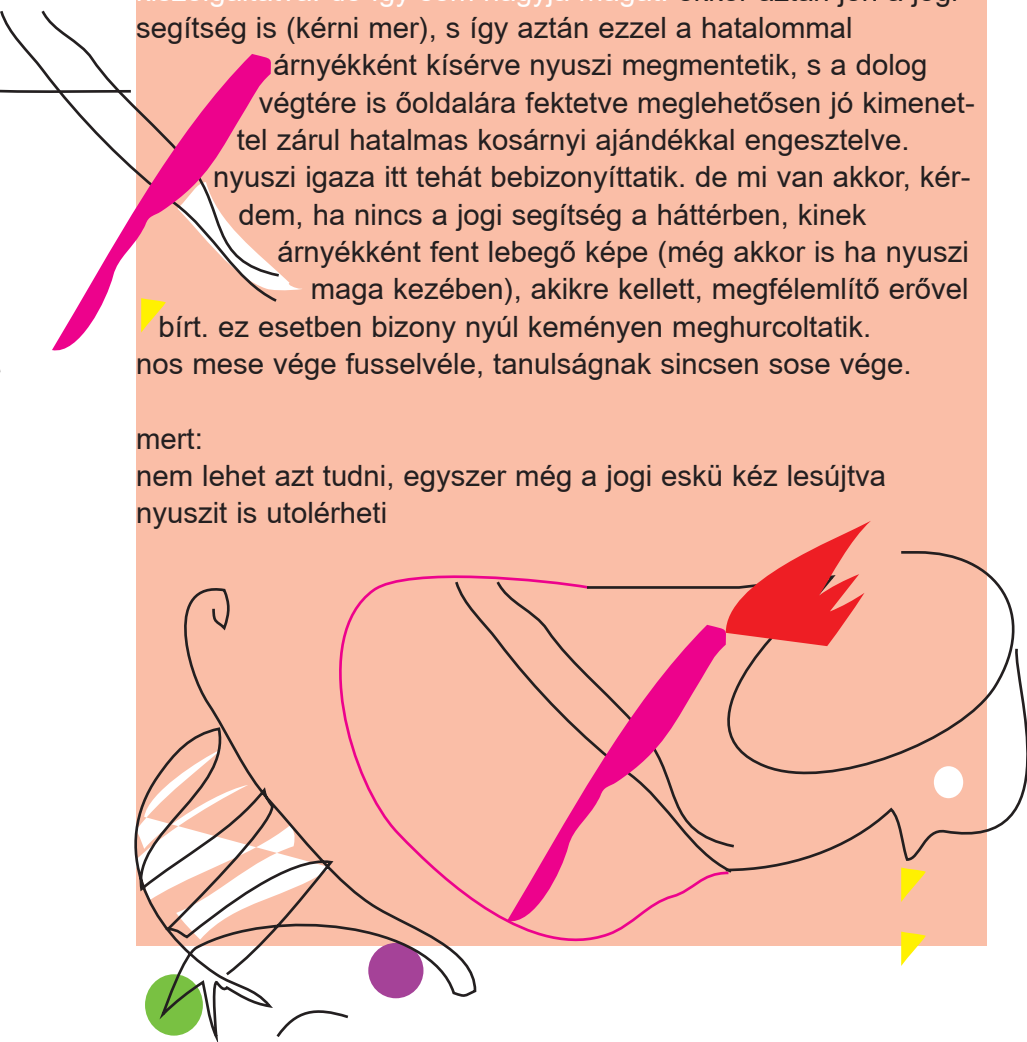 ekkor aztán jön a jogi
segítség is (kérni mer), s így aztán ezzel a hatalommal
árnyékként kísérve nyuszi megmentetik, s a dolog
végtére is őoldalára fektetve meglehetősen jó kimenet-
tel zárul hatalmas kosárnyi ajándékkal engesztelve.
nyuszi igaza itt tehát bebizonyíttatik. de mi van akkor, kér-
dem, ha nincs a jogi segítség a háttérben, kinek
árnyékként fent lebegő képe (még akkor is ha nyuszi
maga kezében), akikre kellett, megfélemlítő erővel
bírt. ez esetben bizony nyúl keményen meghurcoltatik.
nos mese vége fusselvéle, tanulságnak sincsen sose vége.
mert:
nem lehet azt tudni, egyszer még a jogi eskü kéz lesújtva
nyuszit is utolérheti